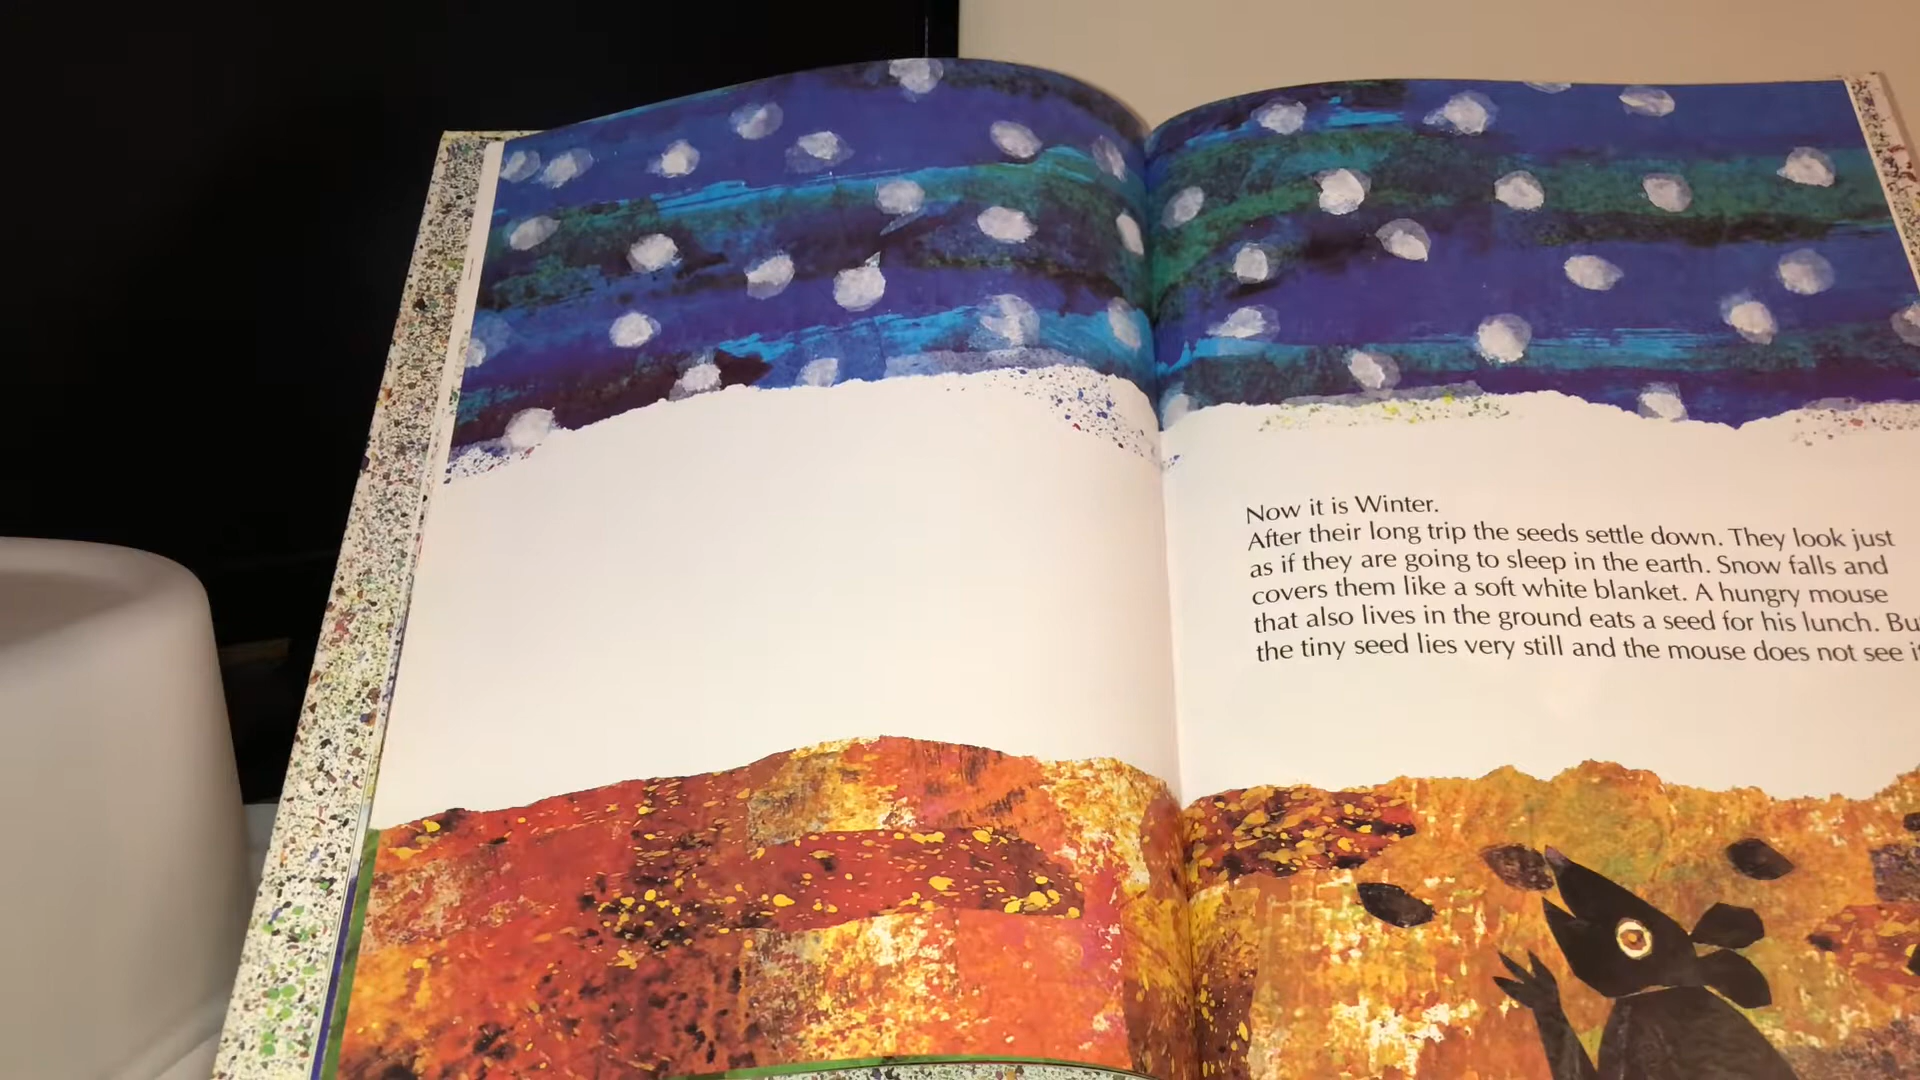 Now it is Winter.
After their long trip the seeds settle down. They look just
as if they are going to sleep in the earth. Snow falls and
covers them like a soft white blanket. A hungry mouse
that also lives in the ground eats a seed for his lunch. Bu
the tiny seed lies very still and the mouse does not see i